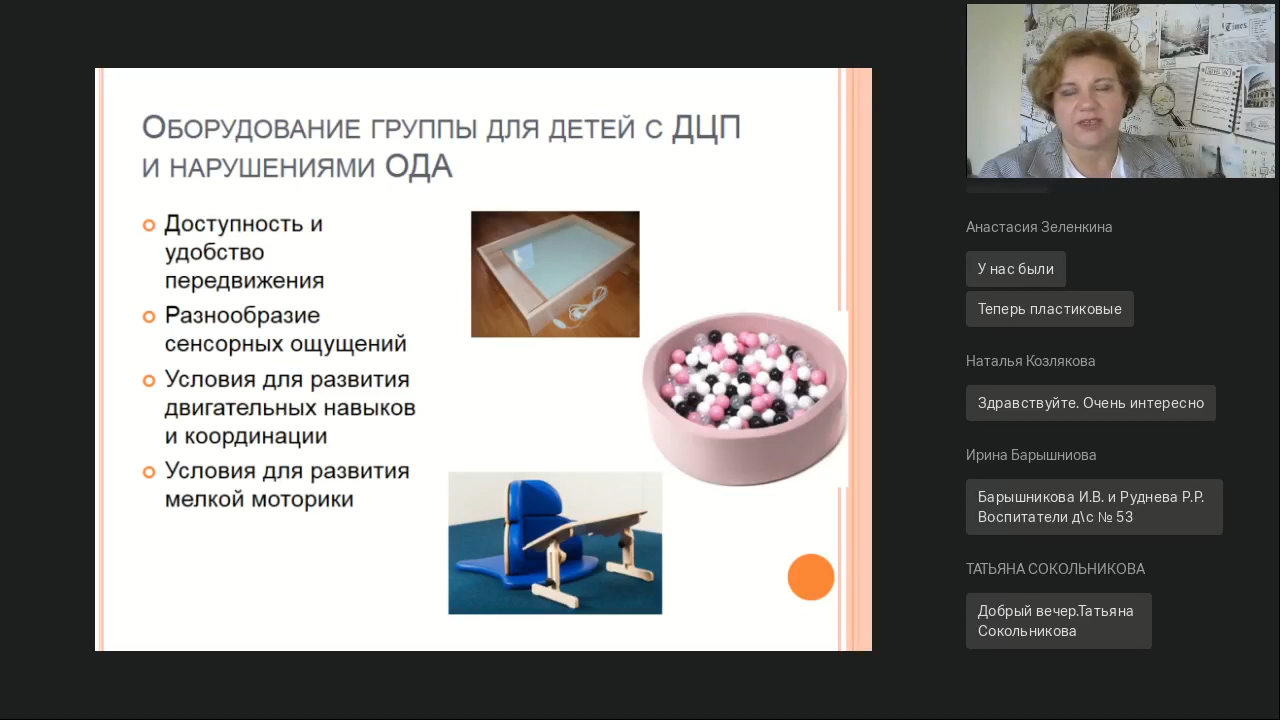 Оборудование группы для детей с ДЦП
и нарушениями ОДА
Доступность и
удобство
передвижения
Разнообразие
сенсорных ощущений
Условия для развития
двигательных навыков
и координации
Условия для развития
мелкой моторики
Times
Анастасия Зеленкина
У нас были
Теперь пластиковые
Наталья Козлякова
Здравствуйте. Очень интересно
Ирина Барышниова
Барышникова И.В. и Руднева Р.Р.
Воспитатели д\с № 53
ТАТЬЯНА СОКОЛЬНИКОВА
Добрый вечер.Татьяна
Сокольникова